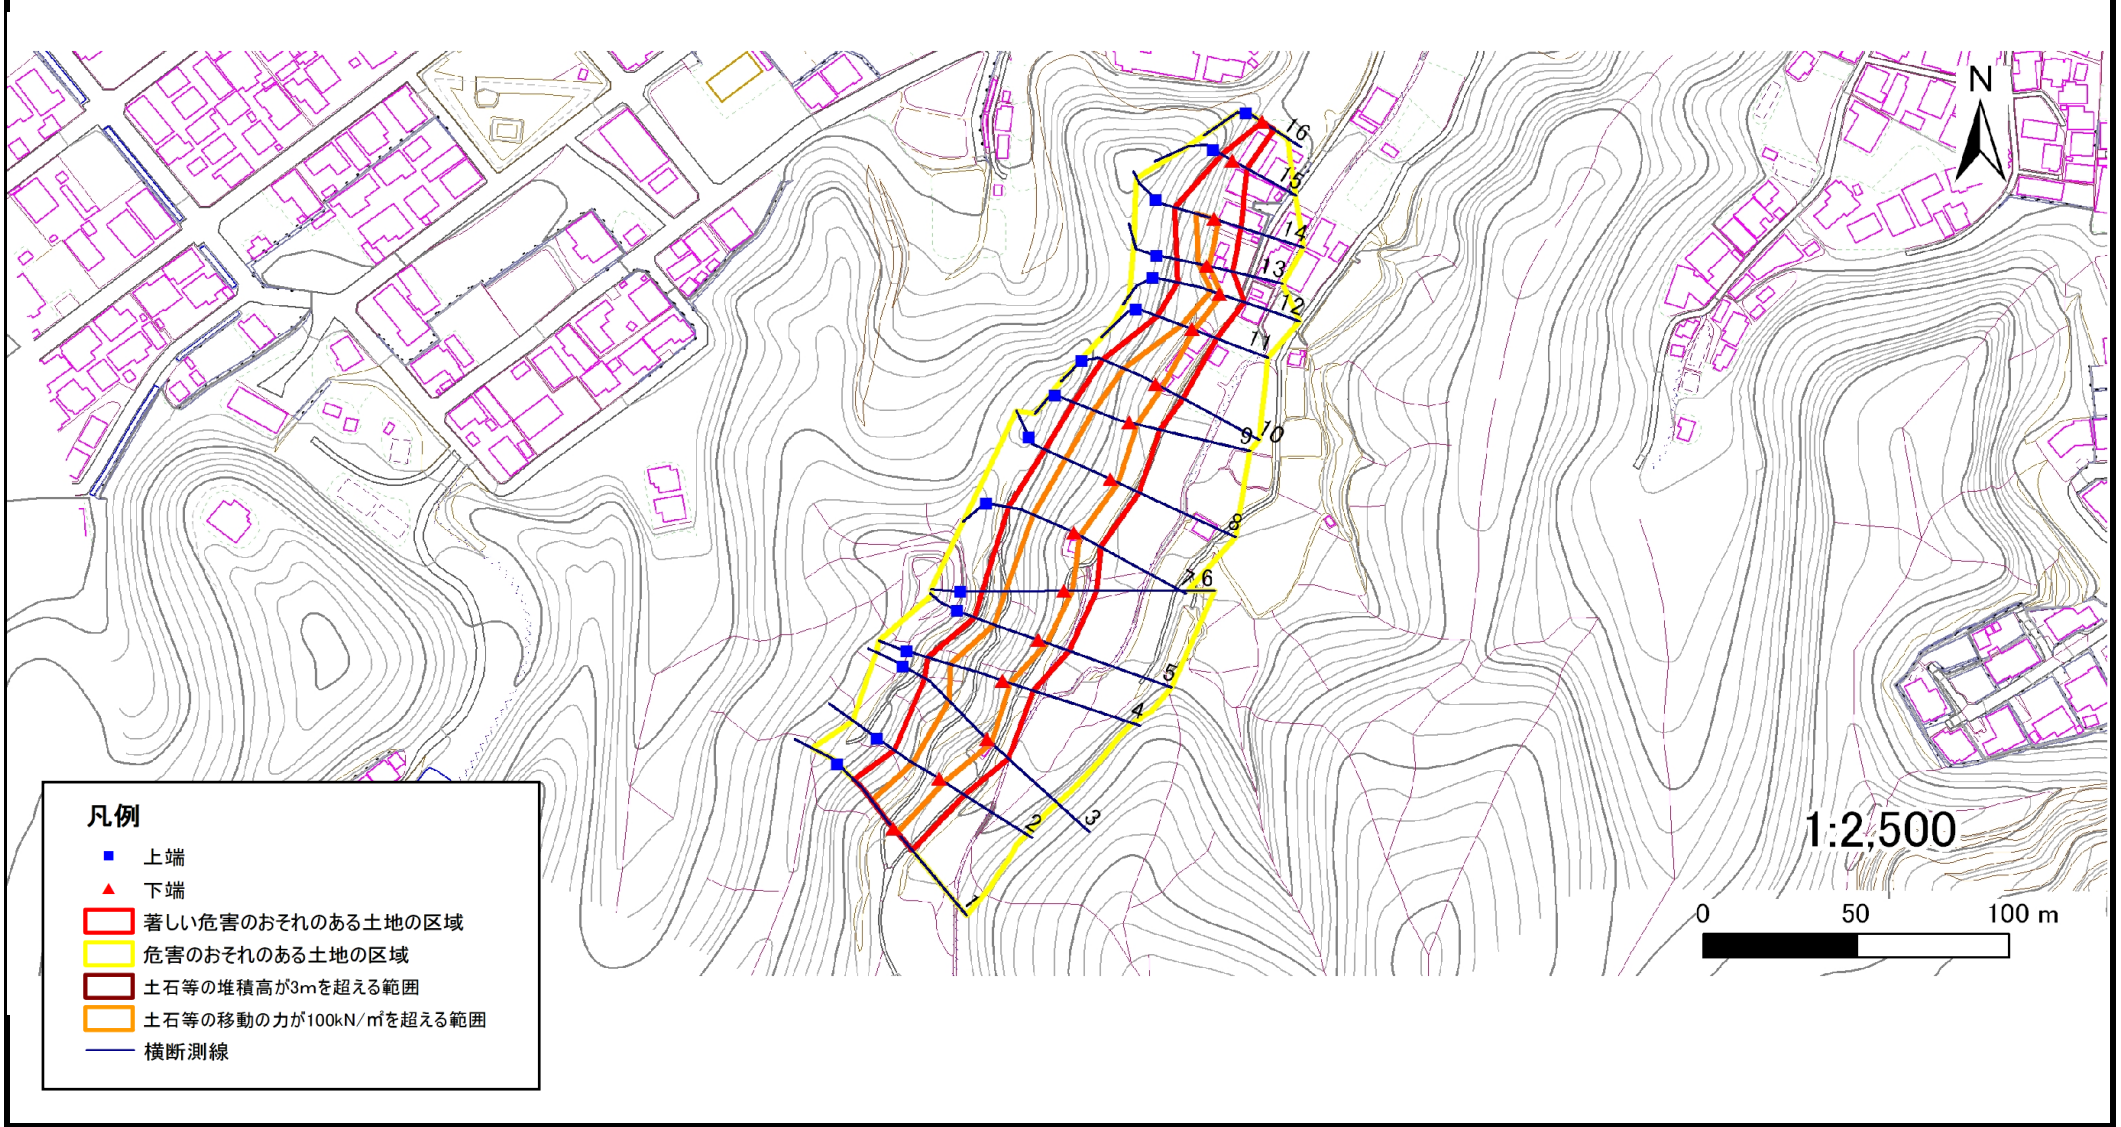 N
16
15
14
13
12
11
10
9
8
7
6
5
4
3
2
1
凡例
上端
下端
著しい危害のおそれのある土地の区域
危害のおそれのある土地の区域
土石等の堆積高が3mを超える範囲
土石等の移動の力が100kN/㎡を超える範囲
横断測線
1:2,500
0 50 100 m